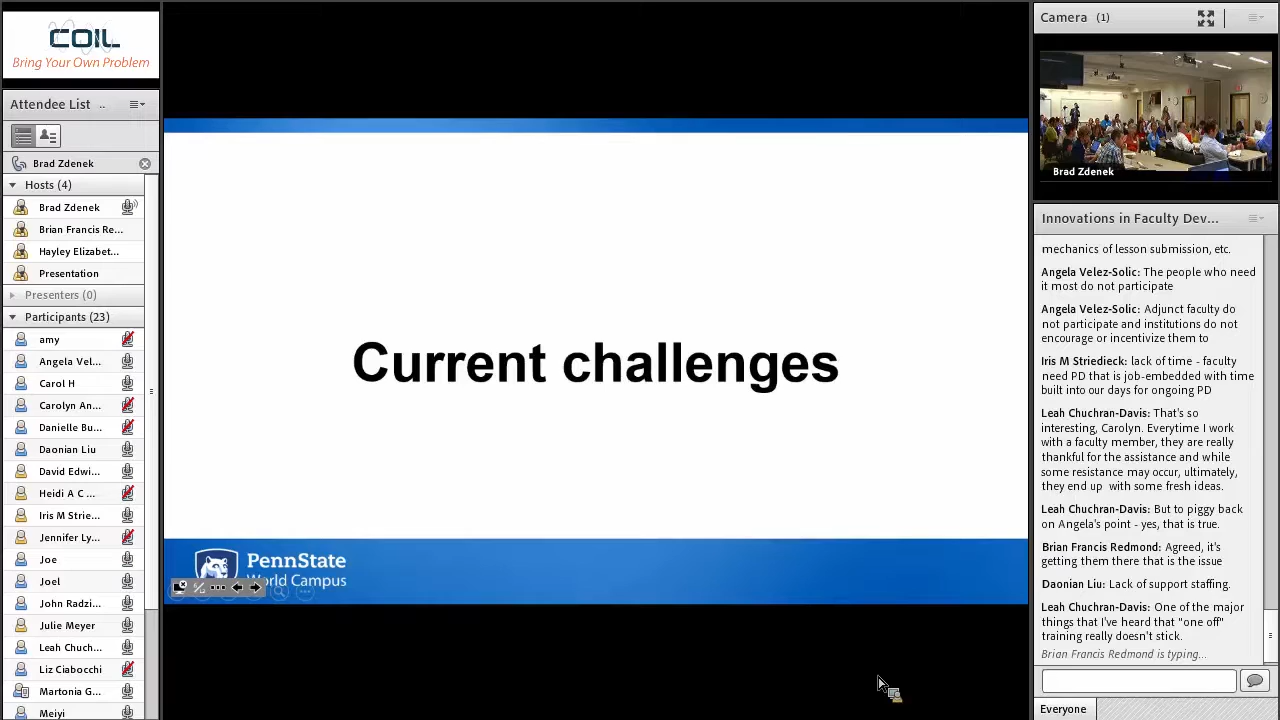 COIL
Bring Your Own Problem
Attendee List ..
Brad Zdenek
Hosts (4)
Brad Zdenek
Brian Francis Re...
Hayley Elizabet...
Presentation
Presenters (0)
Participants (23)
amy
Angela Vel...
Carol H
Carolyn An...
Danielle Bu...
Daonian Liu
David Edwi...
Heidi A C ...
Iris M Strie...
Jennifer Ly...
Joe
Joel
John Radzi...
Julie Meyer
Leah Chuch...
Liz Ciabocchi
Martonia G...
Meiyi
Current challenges
PennState
World Campus
Camera (1)
Brad Zdenek
Innovations in Faculty Dev...
mechanics of lesson submission, etc.
Angela Velez-Solic: The people who need
it most do not participate
Angela Velez-Solic: Adjunct faculty do
not participate and institutions do not
encourage or incentivize them to
Iris M Striedieck: lack of time - faculty
need PD that is job-embedded with time
built into our days for ongoing PD
Leah Chuchran-Davis: That's so
interesting, Carolyn. Everytime I work
with a faculty member, they are really
thankful for the assistance and while
some resistance may occur, ultimately,
they end up with some fresh ideas.
Leah Chuchran-Davis: But to piggy back
on Angela's point - yes, that is true.
Brian Francis Redmond: Agreed, it's
getting them there that is the issue
Daonian Liu: Lack of support staffing.
Leah Chuchran-Davis: One of the major
things that I've heard that "one off"
training really doesn't stick.
Brian Francis Redmond is typing...
Everyone